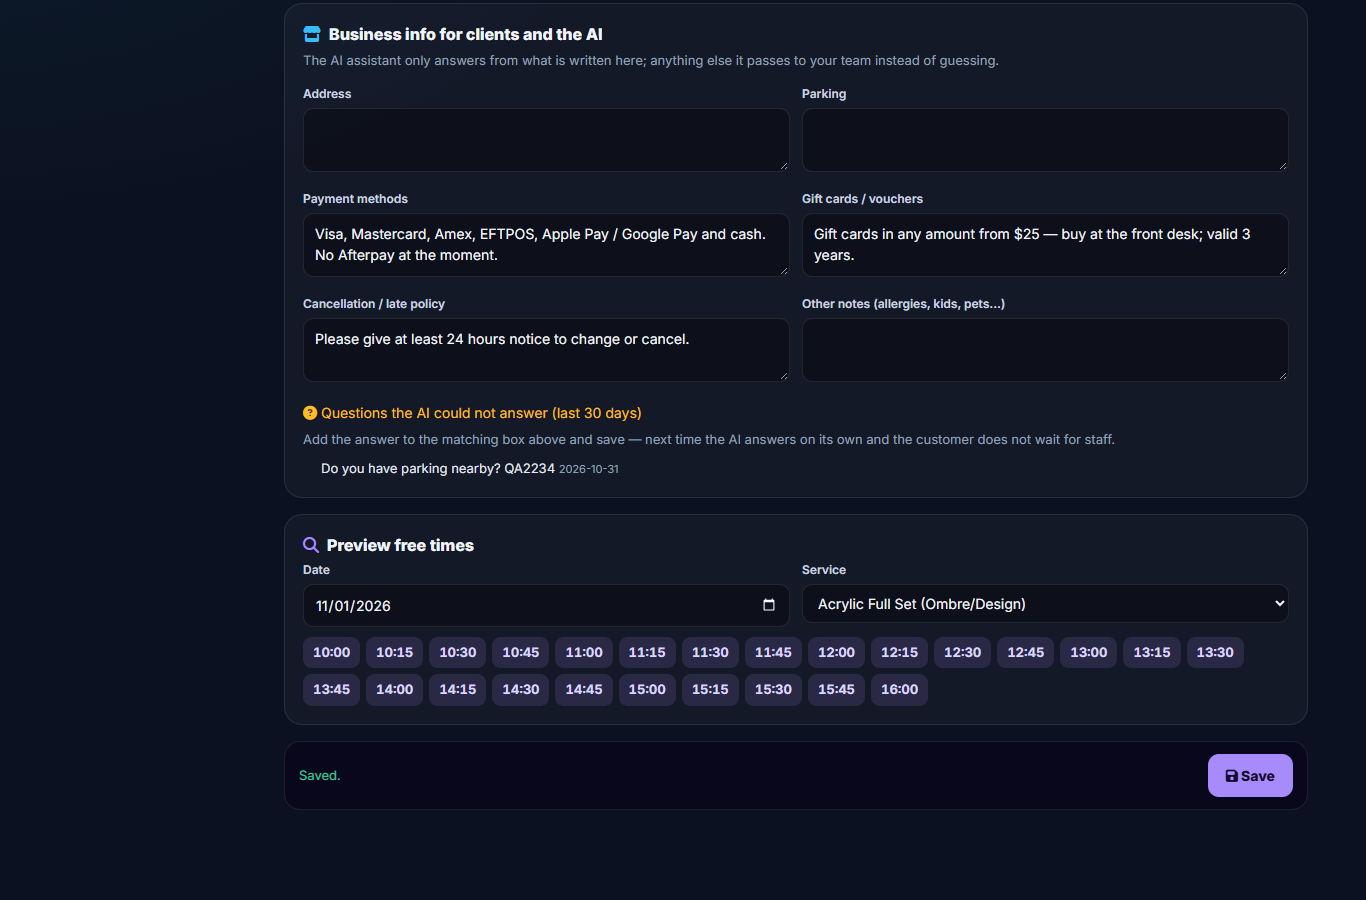 Business info for clients and the AI
The AI assistant only answers from what is written here; anything else it passes to your team instead of guessing.
Address
Parking
Payment methods
Gift cards / vouchers
Visa, Mastercard, Amex, EFTPOS, Apple Pay / Google Pay and cash.
No Afterpay at the moment.
Gift cards in any amount from $25 — buy at the front desk; valid 3
years.
Cancellation / late policy
Other notes (allergies, kids, pets...)
Please give at least 24 hours notice to change or cancel.
Questions the AI could not answer (last 30 days)
Add the answer to the matching box above and save — next time the AI answers on its own and the customer does not wait for staff.
Do you have parking nearby? QA2234 2026-10-31
Preview free times
Date
Service
11/01/2026
Acrylic Full Set (Ombre/Design)
10:00 10:15 10:30 10:45 11:00 11:15 11:30 11:45 12:00 12:15 12:30 12:45 13:00 13:15 13:30
13:45 14:00 14:15 14:30 14:45 15:00 15:15 15:30 15:45 16:00
Saved.
Save